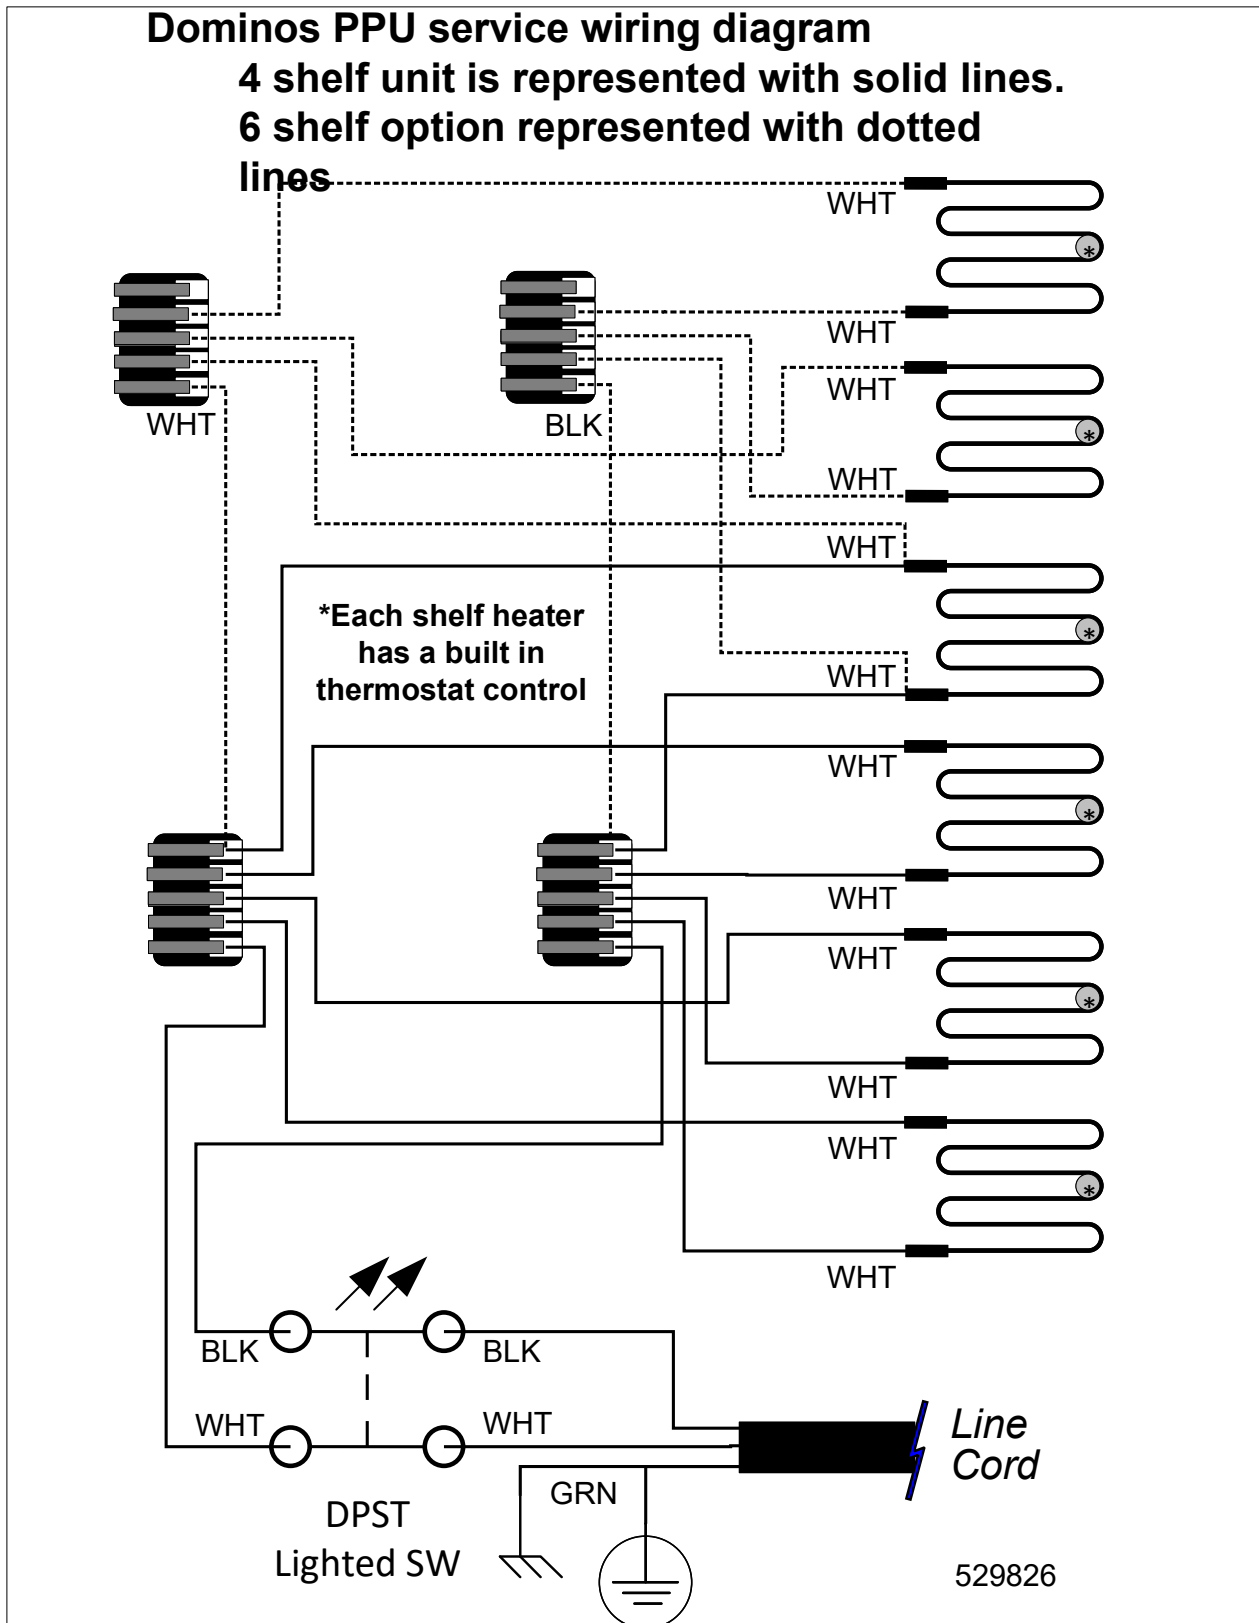 Dominos PPU service wiring diagram
4 shelf unit is represented with solid lines.
6 shelf option represented with dotted
lines
WHT
WHT
WHT
BLK
WHT
WHT
WHT
*Each shelf heater
has a built in
thermostat control
WHT
WHT
WHT
WHT
WHT
WHT
WHT
BLK
BLK
WHT
WHT
Line
Cord
GRN
DPST
Lighted SW
529826
*
*
*
*
*
*